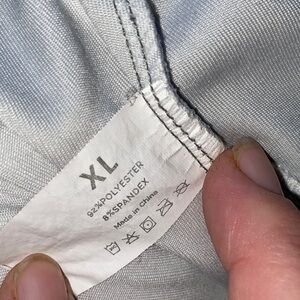 XL
92%POLYESTER
8%SPANDEX
Made in China